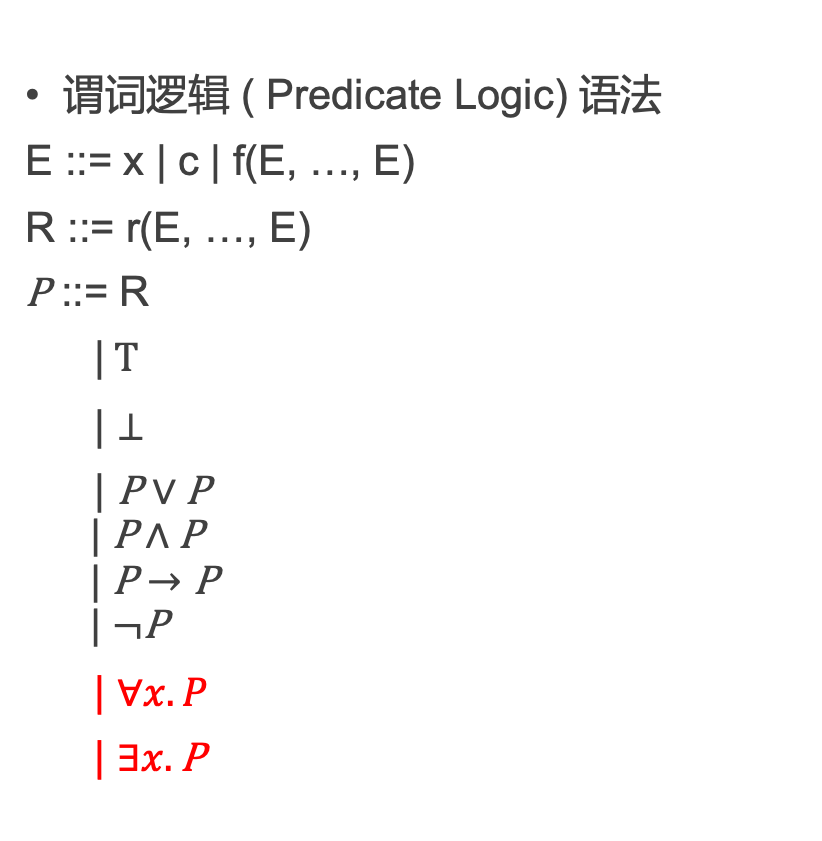 • 谓词逻辑 ( Predicate Logic) 语法
E ::= x | c | f(E, …, E)
R ::= r(E, …, E)
𝑃 ::= R
| T
| ⊥
| 𝑃 ∨ 𝑃
| 𝑃 ∧ 𝑃
| 𝑃 → 𝑃
| ¬𝑃
| ∀𝑥. 𝑃
| ∃𝑥. 𝑃